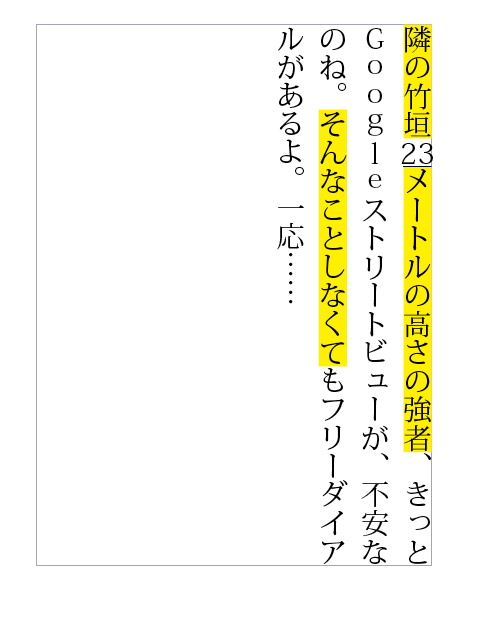 隣の竹垣23メートルの高さの強者、きっと
Googleストリートビューが、不安な
のね。そんなことしなくてもフリーダイア
ルがあるよ。一応……